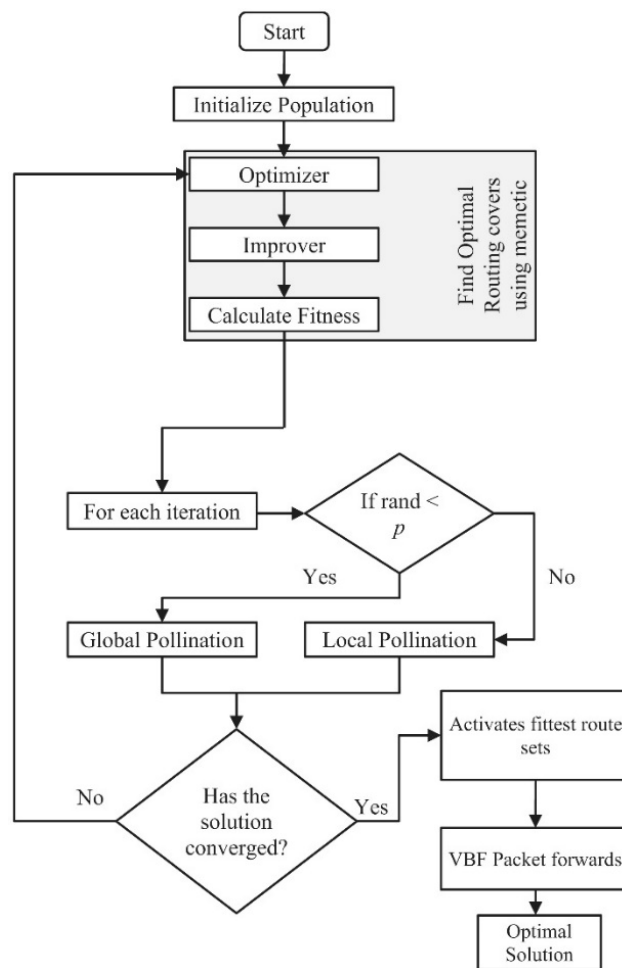 Start
Initialize Population
Optimizer
Improver
Calculate Fitness
Find Optimal
Routing covers
using memetic
For each iteration
If rand <
p
Yes
No
Global Pollination
Local Pollination
Has the
solution
converged?
No
Yes
Activates fittest route
sets
VBF Packet forwards
Optimal
Solution